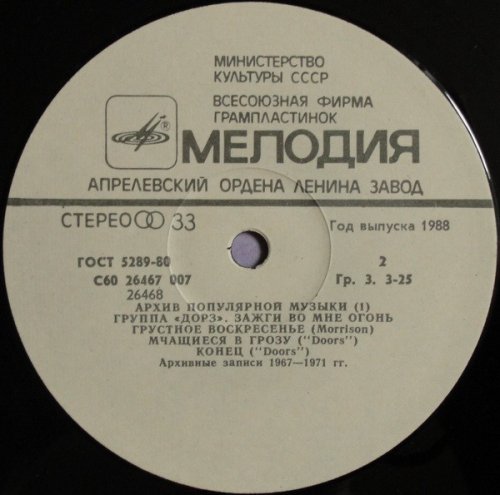 МИНИСТЕРСТВО
КУЛЬТУРЫ СССР
ВСЕСОЮЗНАЯ ФИРМА
ГРАМПЛАСТИНОК
®
МЕЛОДИЯ
АПРЕЛЕВСКИЙ ОРДЕНА ЛЕНИНА ЗАВОД
СТЕРЕО 33
Год выпуска 1988
ГОСТ 5289-80
2
С60 26467 007
Гр. 3. 3-25
26468
АРХИВ ПОПУЛЯРНОЙ МУЗЫКИ (1)
ГРУППА «ДОРЗ». ЗАЖГИ ВО МНЕ ОГОНЬ
ГРУСТНОЕ ВОСКРЕСЕНЬЕ (Morrison)
МЧАЩИЕСЯ В ГРОЗУ ("Doors")
КОНЕЦ ("Doors")
Архивные записи 1967—1971 гг.